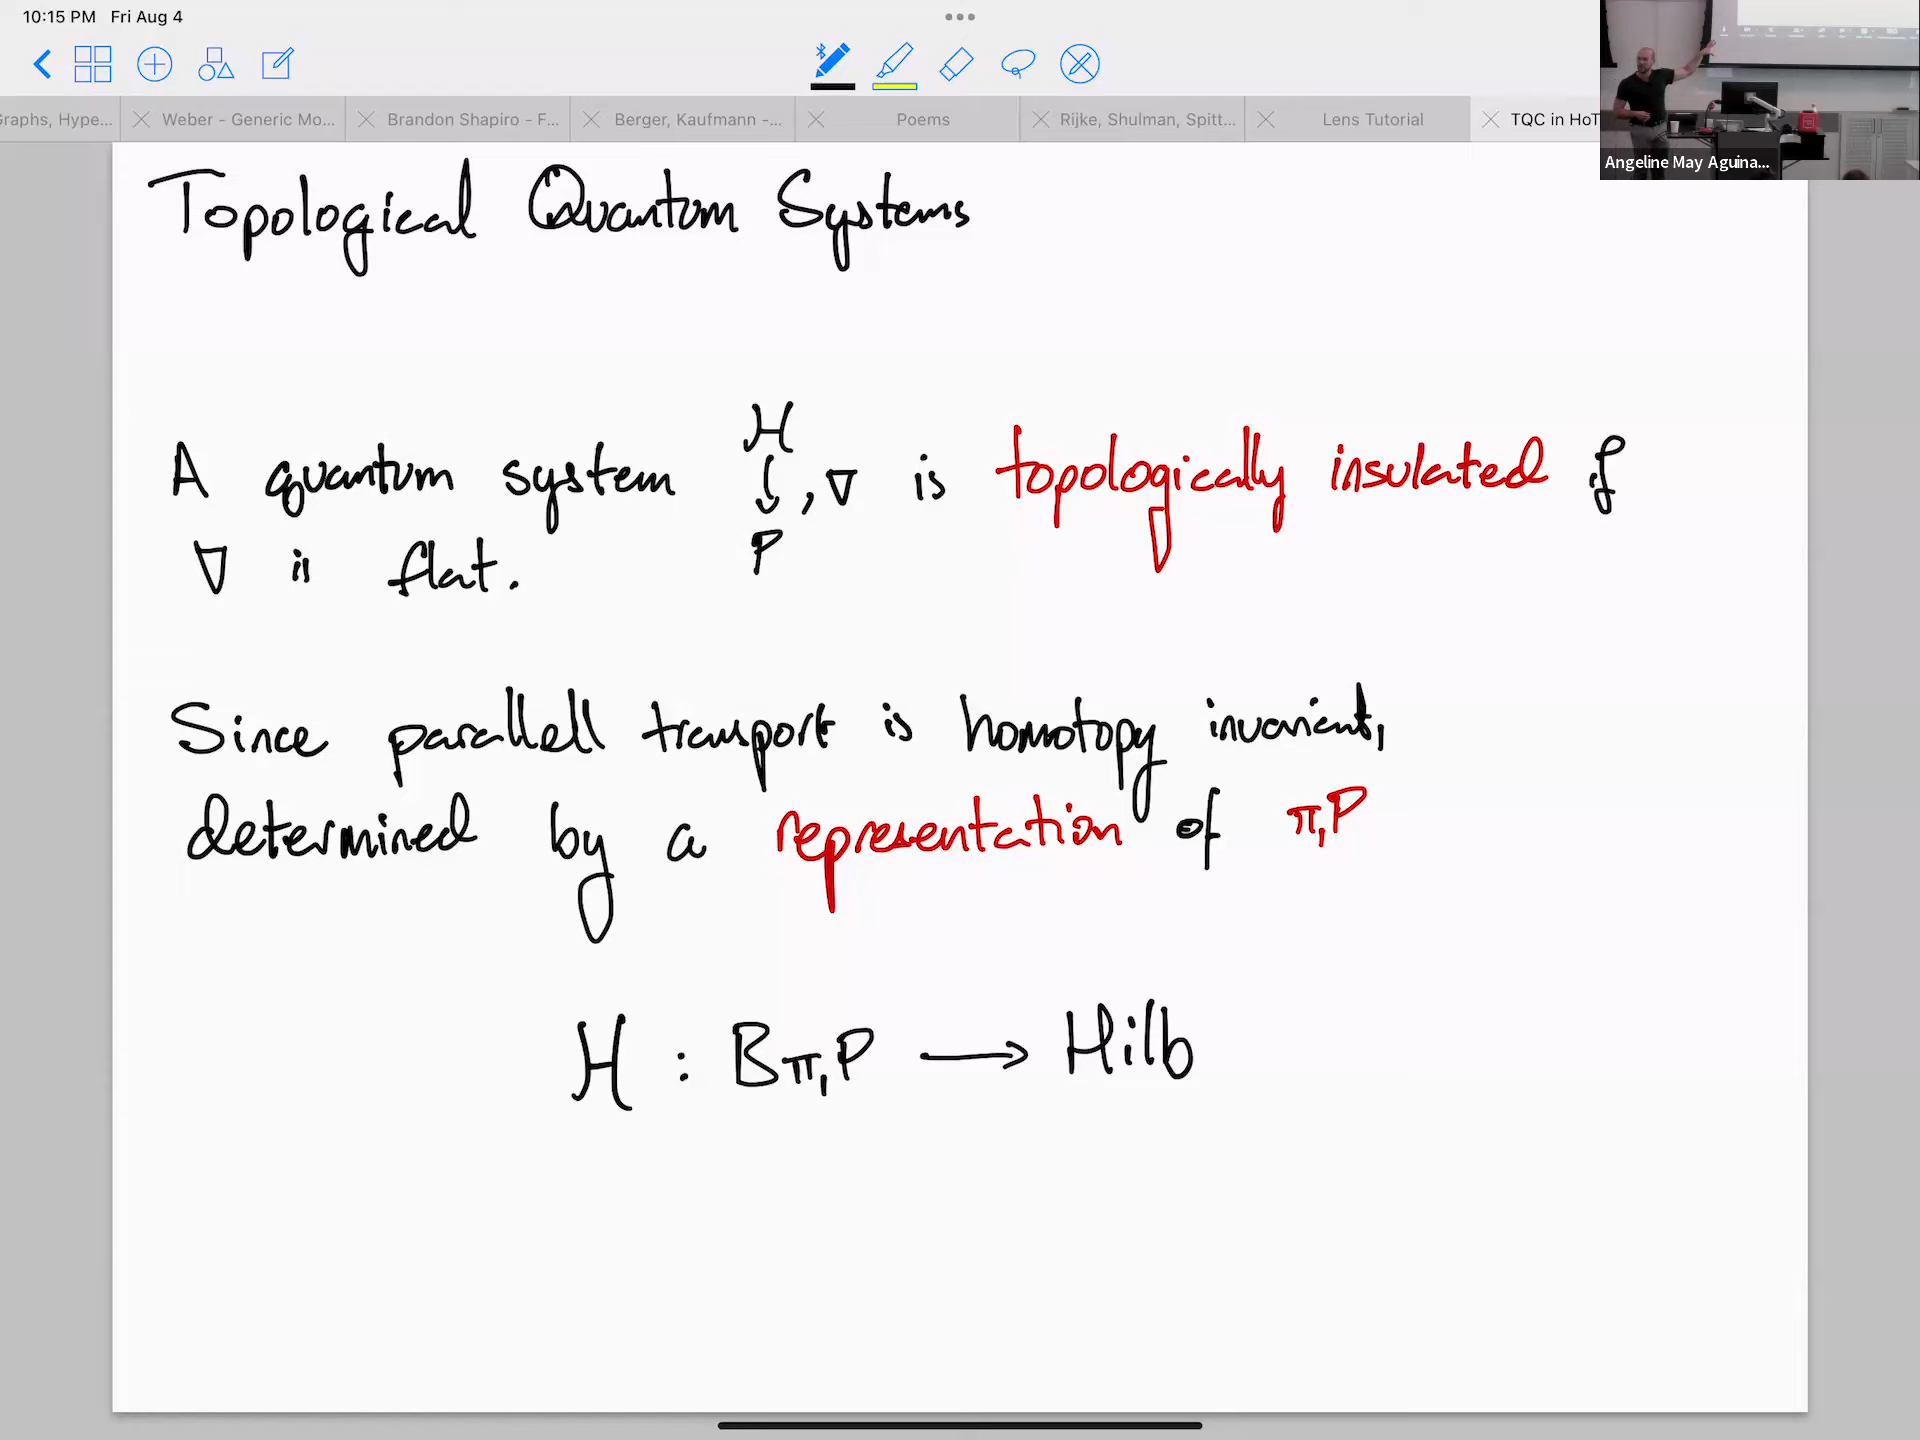 10:15 PM Fri Aug 4
Graphs, Hype... Weber - Generic Mo... Brandon Shapiro - F... Berger, Kaufmann -... Poems Rijke, Shulman, Spitt... Lens Tutorial TQC in HoT
Angeline May Aguina...
Topological Quantum Systems
A quantum system H ↓ P , ∇ is topologically insulated if
∇ is flat.
Since parallell transport is homotopy invariant,
determined by a representation of π₁P
H : Bπ₁P ⟶ Hilb